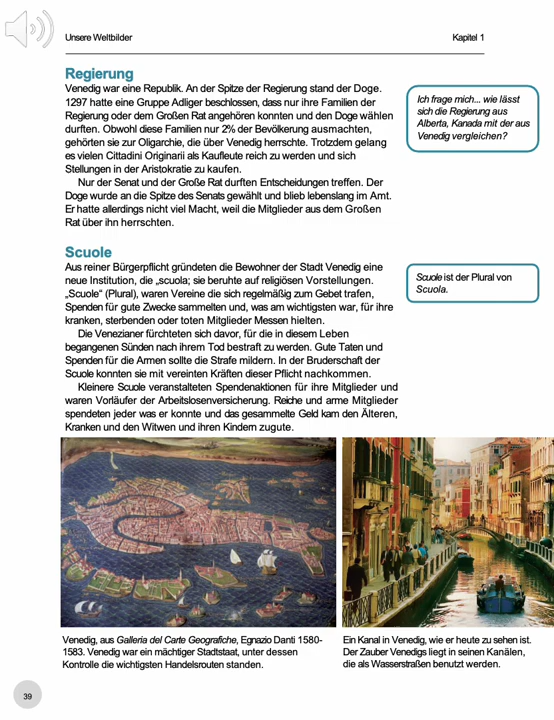 Unsere Weltbilder
Kapitel 1
Regierung
Venedig war eine Republik. An der Spitze der Regierung stand der Doge.
1297 hatte eine Gruppe Adliger beschlossen, dass nur ihre Familien der
Regierung oder dem Großen Rat angehören konnten und den Doge wählen
durften. Obwohl diese Familien nur 2% der Bevölkerung ausmachten,
gehörten sie zur Oligarchie, die über Venedig herrschte. Trotzdem gelang
es vielen Cittadini Originarii als Kaufleute reich zu werden und sich
Stellungen in der Aristokratie zu kaufen.
Nur der Senat und der Große Rat durften Entscheidungen treffen. Der
Doge wurde an die Spitze des Senats gewählt und blieb lebenslang im Amt.
Er hatte allerdings nicht viel Macht, weil die Mitglieder aus dem Großen
Rat über ihn herrschten.
Ich frage mich... wie lässt
sich die Regierung aus
Alberta, Kanada mit der aus
Venedig vergleichen?
Scuole
Aus reiner Bürgerpflicht gründeten die Bewohner der Stadt Venedig eine
neue Institution, die „scuola; sie beruhte auf religiösen Vorstellungen.
„Scuole“ (Plural), waren Vereine die sich regelmäßig zum Gebet trafen,
Spenden für gute Zwecke sammelten und, was am wichtigsten war, für ihre
kranken, sterbenden oder toten Mitglieder Messen hielten.
Die Venezianer fürchteten sich davor, für die in diesem Leben
begangenen Sünden nach ihrem Tod bestraft zu werden. Gute Taten und
Spenden für die Armen sollte die Strafe mildern. In der Bruderschaft der
Scuole konnten sie mit vereinten Kräften dieser Pflicht nachkommen.
Kleinere Scuole veranstalteten Spendenaktionen für ihre Mitglieder und
waren Vorläufer der Arbeitslosenversicherung. Reiche und arme Mitglieder
spendeten jeder was er konnte und das gesammelte Geld kam den Älteren,
Kranken und den Witwen und ihren Kindern zugute.
Scuole ist der Plural von
Scuola.
Venedig, aus Galleria del Carte Geografiche, Egnazio Danti 1580-
1583. Venedig war ein mächtiger Stadtstaat, unter dessen
Kontrolle die wichtigsten Handelsrouten standen.
Ein Kanal in Venedig, wie er heute zu sehen ist.
Der Zauber Venedigs liegt in seinen Kanälen,
die als Wasserstraßen benutzt werden.
39